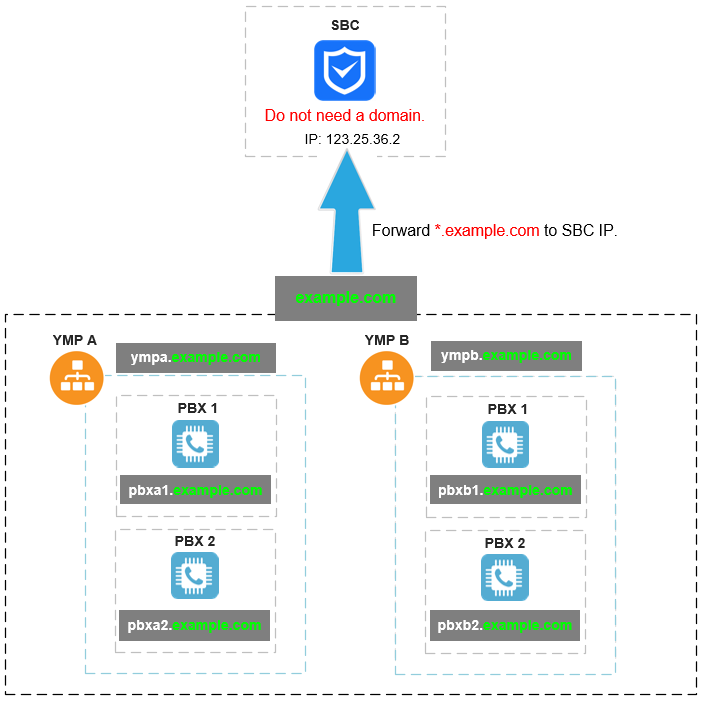 SBC
Do not need a domain.
IP: 123.25.36.2
Forward *.example.com to SBC IP.
example.com
YMP A
ympa.example.com
PBX 1
pbxa1.example.com
PBX 2
pbxa2.example.com
YMP B
ympb.example.com
PBX 1
pbxb1.example.com
PBX 2
pbxb2.example.com